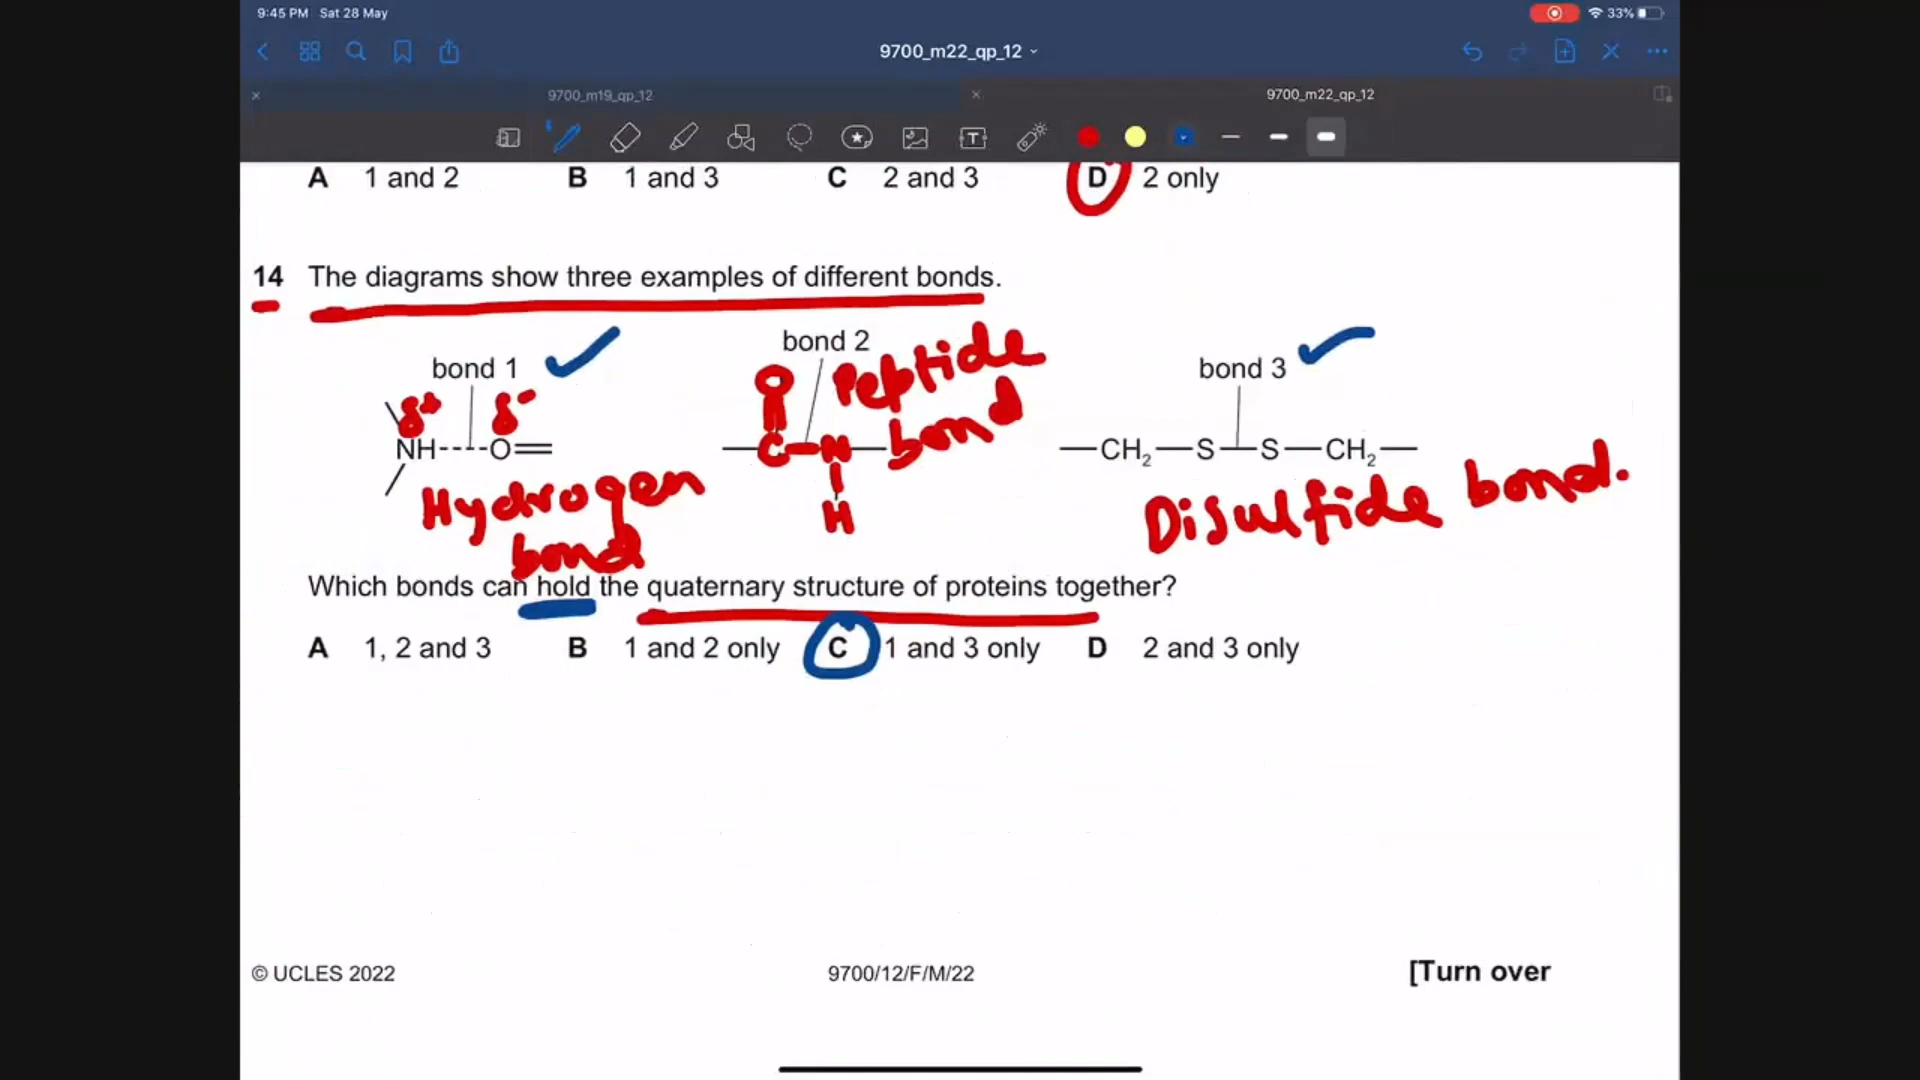 9:45 PM Sat 28 May
33%
9700_m22_qp_12
9700_m19_qp_12
9700_m22_qp_12
A 1 and 2 B 1 and 3 C 2 and 3 D 2 only
14 The diagrams show three examples of different bonds.
bond 1
δ+ δ-
NH----O
Hydrogen
bond
bond 2
Peptide
bond
O
C N
H
bond 3
CH2 S S CH2
Disulfide bond.
Which bonds can hold the quaternary structure of proteins together?
A 1, 2 and 3 B 1 and 2 only C 1 and 3 only D 2 and 3 only
© UCLES 2022 9700/12/F/M/22 [Turn over